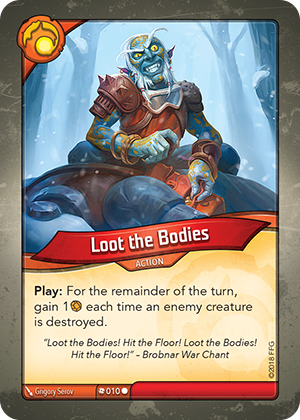 Loot the Bodies
ACTION
Play: For the remainder of the turn,
gain 1 each time an enemy creature
is destroyed.
“Loot the Bodies! Hit the Floor! Loot the Bodies!
Hit the Floor!” - Brobnar War Chant
Grigory Serov
010
©2018 FFG